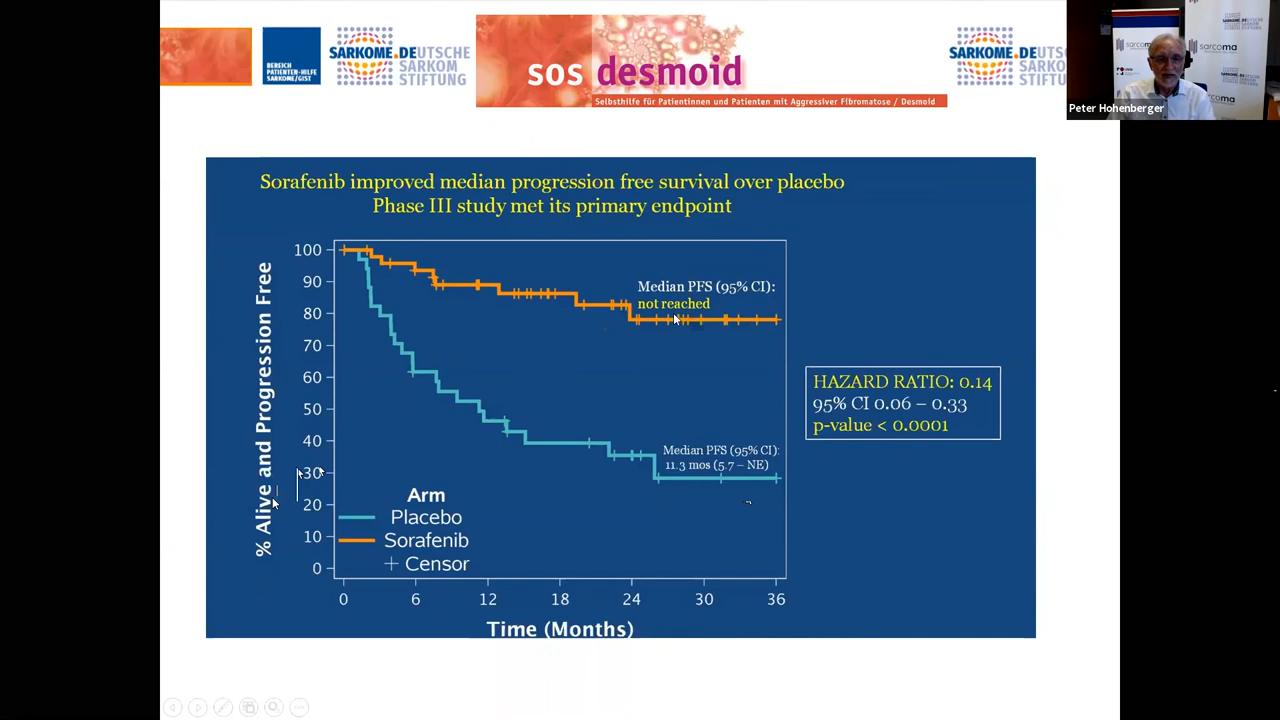 BEREICH
PATIENTEN-HILFE
SARKOME/GIST
SARKOME.DEUTSCHE
SARKOM
STIFTUNG
sos desmoid
Selbsthilfe für Patientinnen und Patienten mit Aggressiver Fibromatose / Desmoid
SARKOME.DEUTS
SARKO
STIFTU
Peter Hohenberger
Sorafenib improved median progression free survival over placebo
Phase III study met its primary endpoint
% Alive and Progression Free
100
90
80
70
60
50
40
30
20
10
0
Median PFS (95% CI):
not reached
Median PFS (95% CI):
11.3 mos (5.7 – NE)
Arm
Placebo
Sorafenib
Censor
0 6 12 18 24 30 36
Time (Months)
HAZARD RATIO: 0.14
95% CI 0.06 – 0.33
p-value < 0.0001